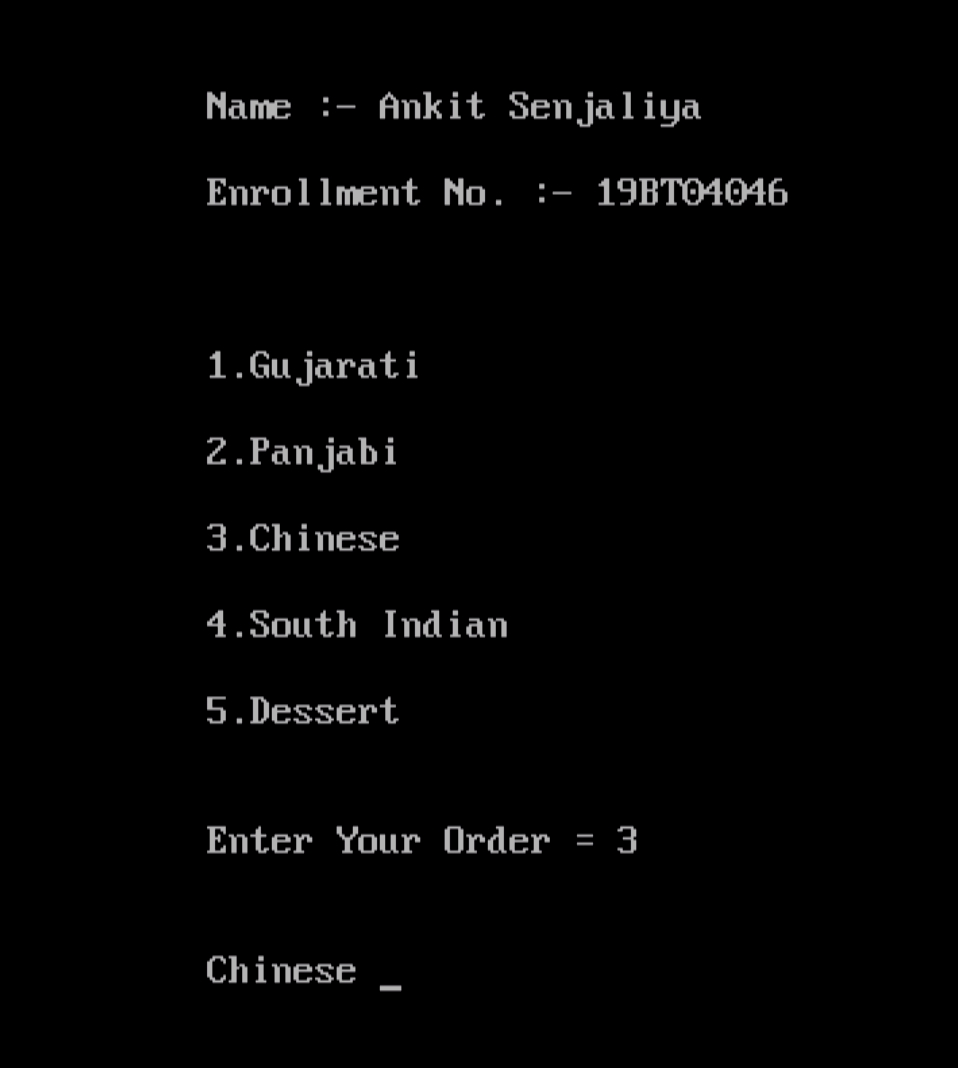 Name :- Ankit Senjaliya
Enrollment No. :- 19BT04046
1.Gujarati
2.Panjabi
3.Chinese
4.South Indian
5.Dessert
Enter Your Order = 3
Chinese _